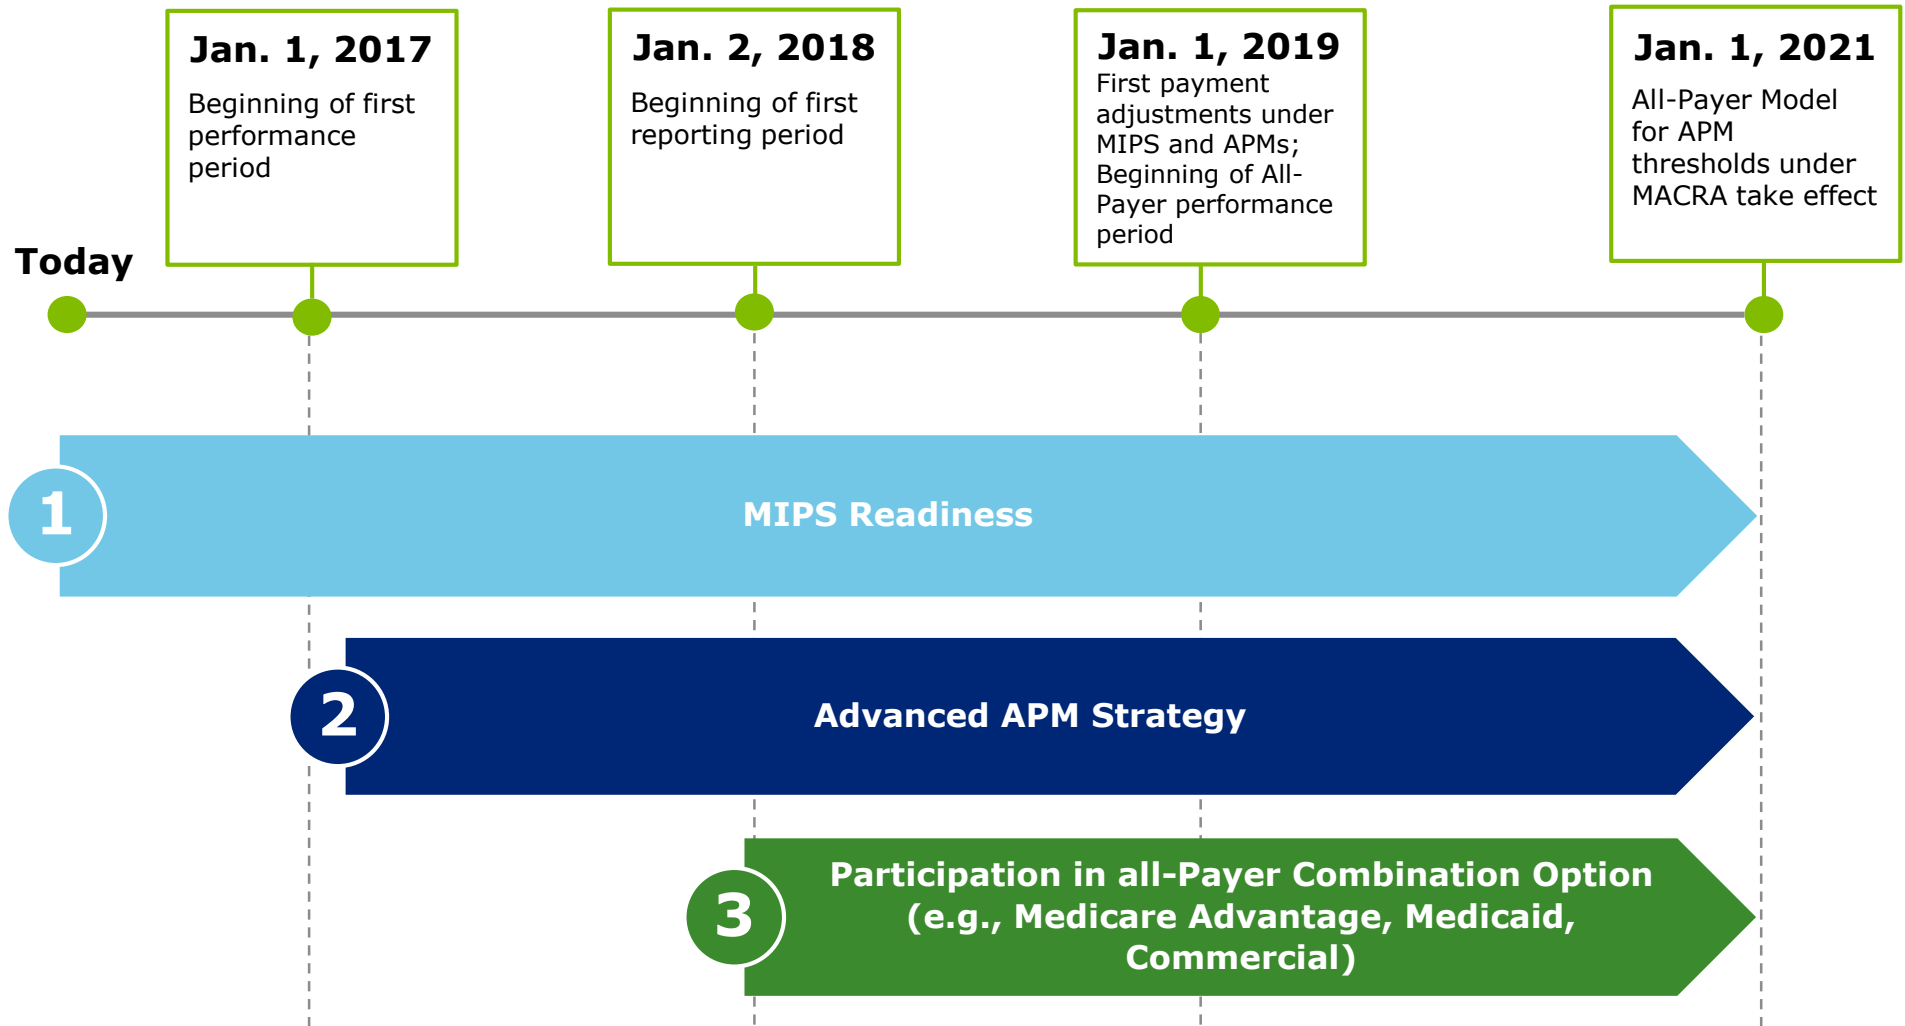 Jan. 1, 2017
Beginning of first
performance
period
Jan. 2, 2018
Beginning of first
reporting period
Jan. 1, 2019
First payment
adjustments under
MIPS and APMs;
Beginning of All-
Payer performance
period
Jan. 1, 2021
All-Payer Model
for APM
thresholds under
MACRA take effect
Today
1
MIPS Readiness
2
Advanced APM Strategy
3
Participation in all-Payer Combination Option
(e.g., Medicare Advantage, Medicaid,
Commercial)